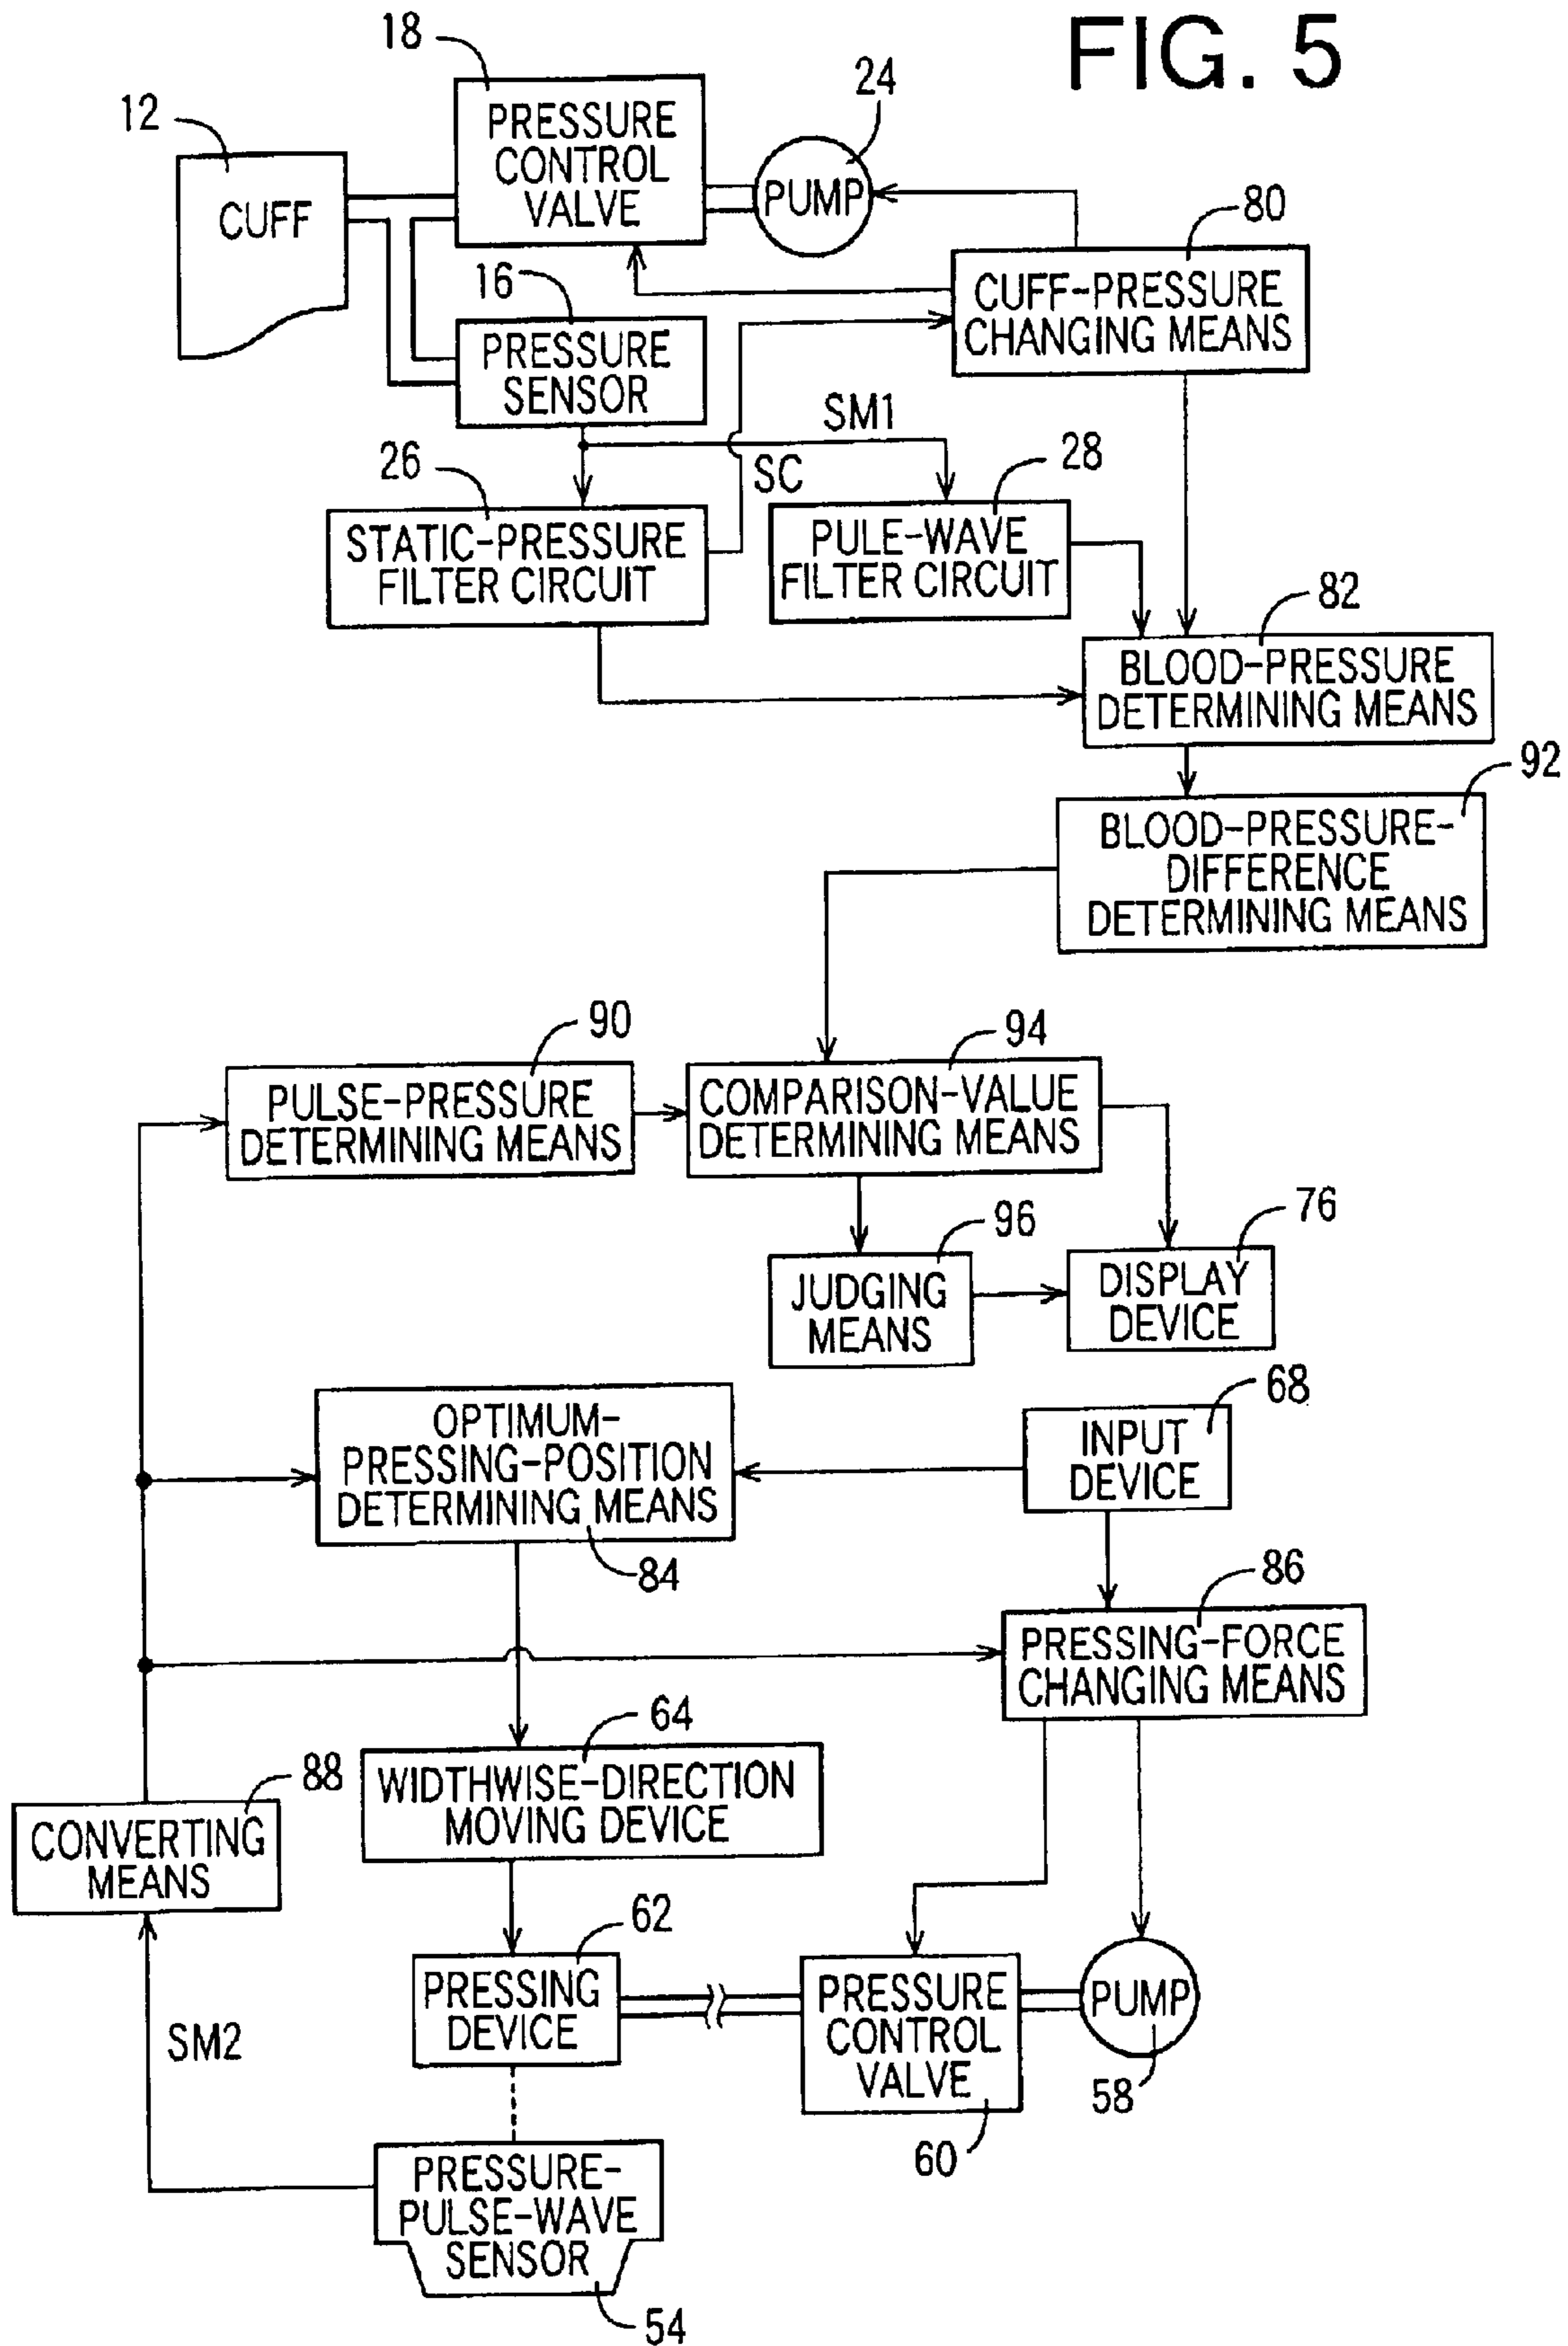 FIG. 5
18
24
12
PRESSURE
CONTROL
VALVE
PUMP
CUFF
80
16
CUFF-PRESSURE
CHANGING MEANS
PRESSURE
SENSOR
SM1
26
SC
28
STATIC-PRESSURE
FILTER CIRCUIT
PULE-WAVE
FILTER CIRCUIT
82
BLOOD-PRESSURE
DETERMINING MEANS
92
BLOOD-PRESSURE-
DIFFERENCE
DETERMINING MEANS
90
94
PULSE-PRESSURE
DETERMINING MEANS
COMPARISON-VALUE
DETERMINING MEANS
96
76
JUDGING
MEANS
DISPLAY
DEVICE
68
OPTIMUM-
PRESSING-POSITION
DETERMINING MEANS
INPUT
DEVICE
84
86
PRESSING-FORCE
CHANGING MEANS
64
88
WIDTHWISE-DIRECTION
MOVING DEVICE
CONVERTING
MEANS
62
PRESSING
DEVICE
PRESSURE
CONTROL
VALVE
PUMP
SM2
58
60
PRESSURE-
PULSE-WAVE
SENSOR
54